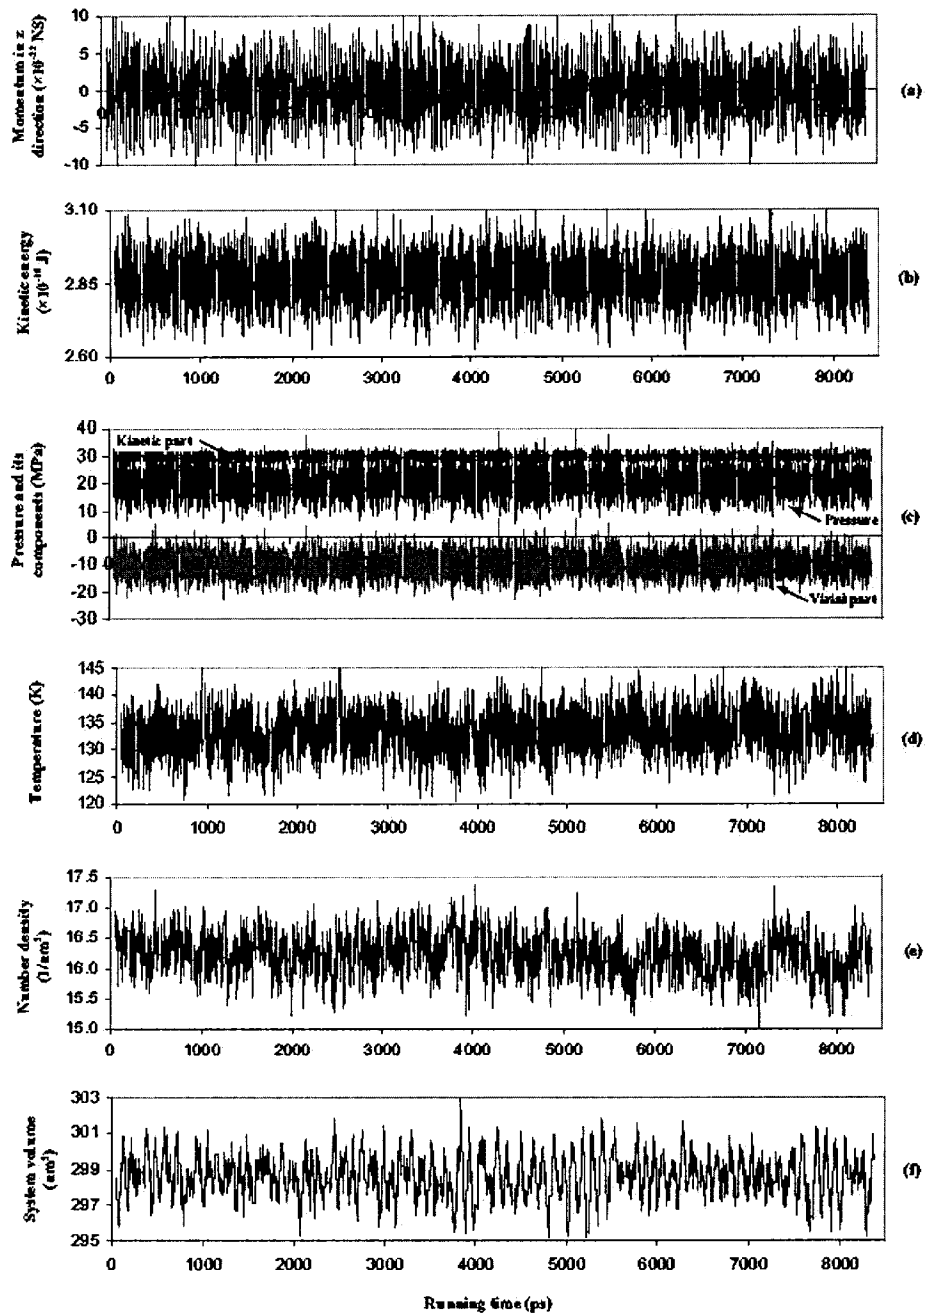 Momentum in z
direction (×10⁻²² NS)
10
5
0
-5
-10
(a)
Kinetic energy
3.10
2.85
2.60
(b)
0 1000 2000 3000 4000 5000 6000 7000 8000
Pressure and its
components (MPa)
40
30
20
10
0
-10
-20
-30
Kinetic part
Pressure
Virial part
(c)
Temperature (K)
145
140
135
130
125
120
(d)
0 1000 2000 3000 4000 5000 6000 7000 8000
Number density
(1/nm³)
17.5
17.0
16.5
16.0
15.5
15.0
(e)
0 1000 2000 3000 4000 5000 6000 7000 8000
System volume
(nm³)
303
301
299
297
295
(f)
0 1000 2000 3000 4000 5000 6000 7000 8000
Running time (ps)